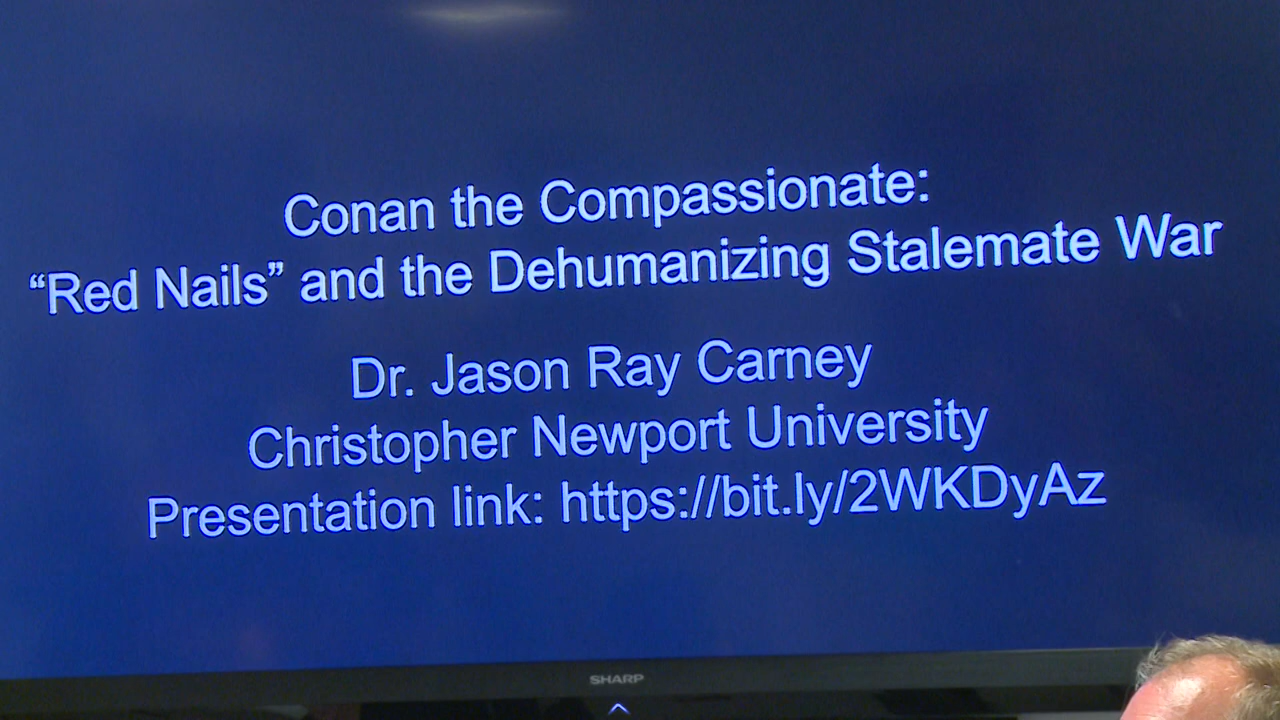 Conan the Compassionate:
“Red Nails” and the Dehumanizing Stalemate War
Dr. Jason Ray Carney
Christopher Newport University
Presentation link: https://bit.ly/2WKDyAz
SHARP